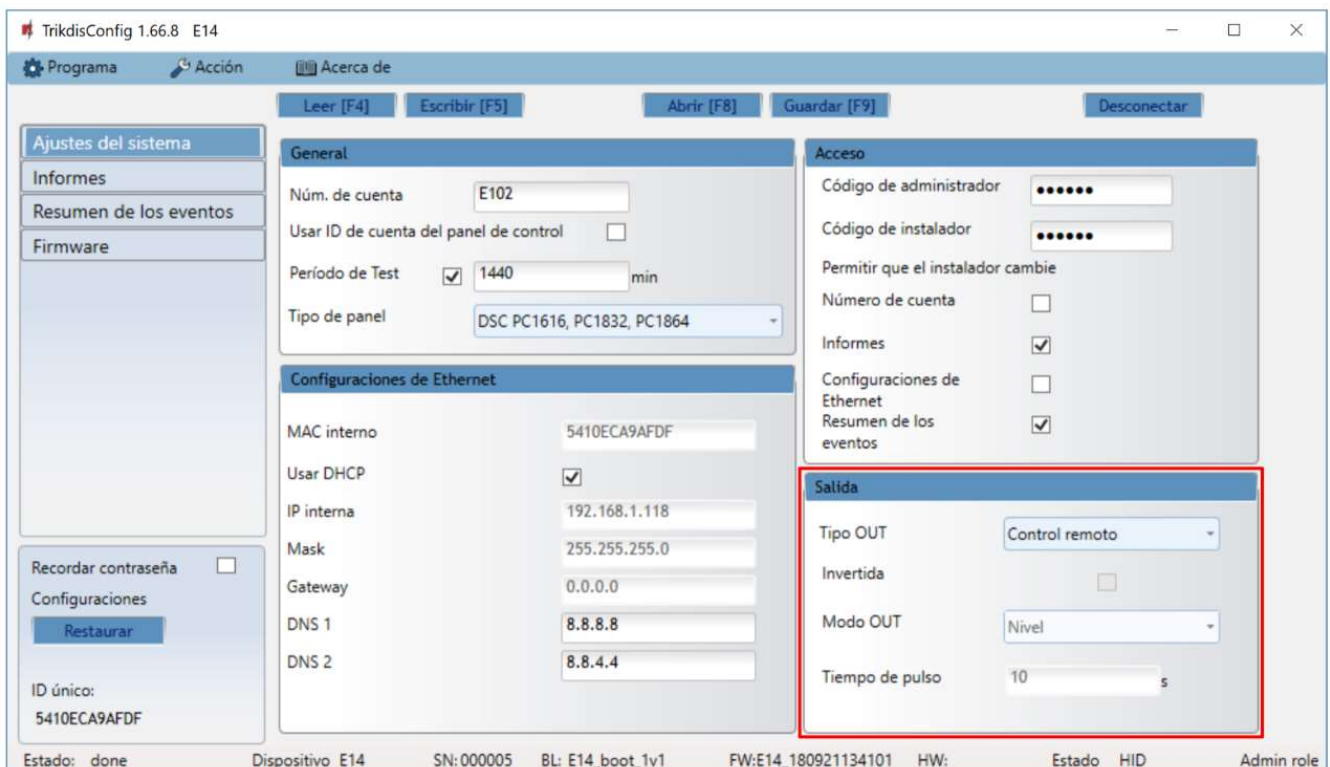 TrikdisConfig 1.66.8 E14
Programa Acción Acerca de
Leer [F4] Escribir [F5] Abrir [F8] Guardar [F9] Desconectar
Ajustes del sistema
Informes
Resumen de los eventos
Firmware
Recordar contraseña
Configuraciones
Restaurar
ID único:
5410ECA9AFDF
General
Núm. de cuenta E102
Usar ID de cuenta del panel de control
Período de Test 1440 min
Tipo de panel DSC PC1616, PC1832, PC1864
Configuraciones de Ethernet
MAC interno 5410ECA9AFDF
Usar DHCP
IP interna 192.168.1.118
Mask 255.255.255.0
Gateway 0.0.0.0
DNS 1 8.8.8.8
DNS 2 8.8.4.4
Acceso
Código de administrador ••••••
Código de instalador ••••••
Permitir que el instalador cambie
Número de cuenta
Informes
Configuraciones de
Ethernet
Resumen de los
eventos
Salida
Tipo OUT Control remoto
Invertida
Modo OUT Nivel
Tiempo de pulso 10 s
Estado: done Dispositivo E14 SN:000005 BL: E14_boot_1v1 FW:E14_180921134101 HW: Estado HID Admin role